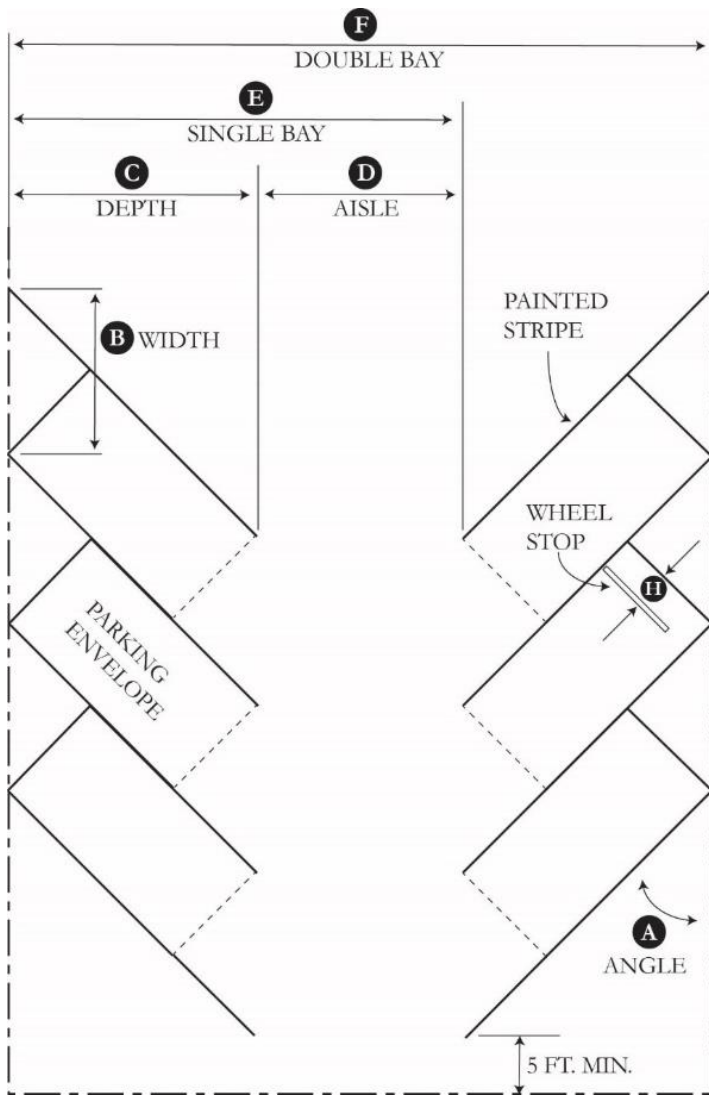 F
DOUBLE BAY
E
SINGLE BAY
C
DEPTH
D
AISLE
B WIDTH
PAINTED
STRIPE
WHEEL
STOP
H
PARKING
ENVELOPE
A
ANGLE
5 FT. MIN.